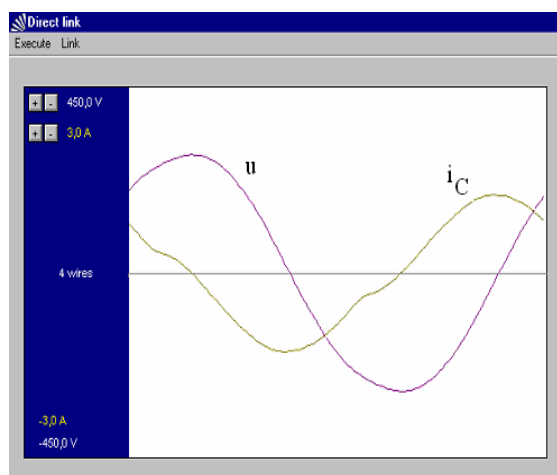 Direct link
Execute Link
+ - 450,0 V
+ - 3,0 A
u
i C
4 wires
-3,0 A
-450,0 V